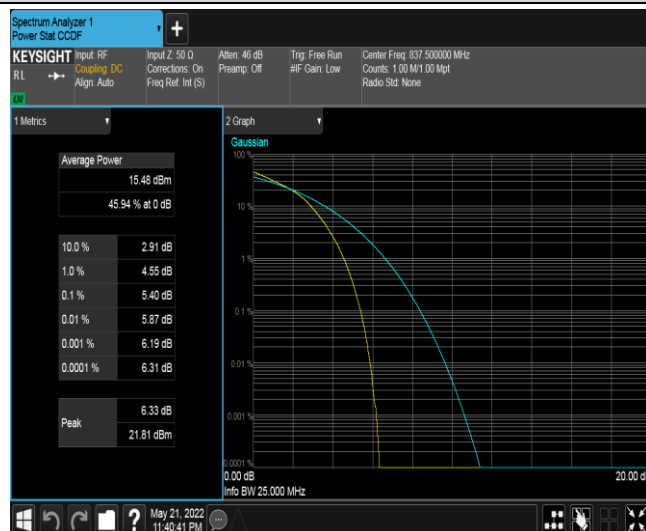 Spectrum Analyzer 1
Power Stat CCDF
+
KEYSIGHT Input: RF Input Z: 50 Ω Atten: 46 dB Trig: Free Run Center Freq: 837.500000 MHz
RL Coupling: DC Corrections: On Preamp: Off #IF Gain: Low Counts: 1.00 M/1.00 Mpt
Align: Auto Freq Ref: Int (S) Radio Std: None
LXI
1 Metrics
Average Power
15.48 dBm
45.94 % at 0 dB
10.0 % 2.91 dB
1.0 % 4.55 dB
0.1 % 5.40 dB
0.01 % 5.87 dB
0.001 % 6.19 dB
0.0001 % 6.31 dB
Peak
6.33 dB
21.81 dBm
2 Graph
Gaussian
100 %
10 %
1 %
0.1 %
0.01 %
0.001 %
0.0001 %
0.00 dB 20.00
Info BW 25.000 MHz
? May 21, 2022
11:40:41 PM